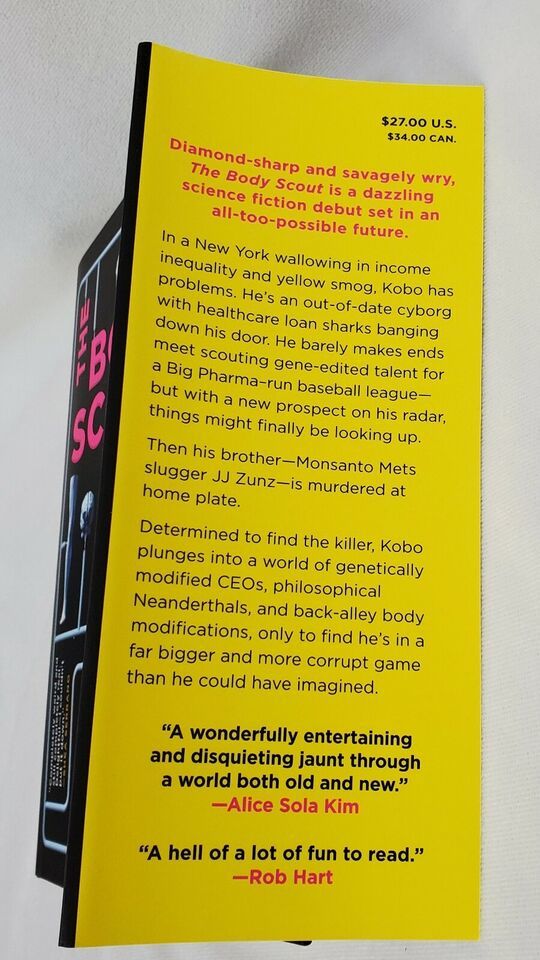 $27.00 U.S.
$34.00 CAN.
Diamond-sharp and savagely wry,
The Body Scout is a dazzling
science fiction debut set in an
all-too-possible future.
In a New York wallowing in income
inequality and yellow smog, Kobo has
problems. He’s an out-of-date cyborg
with healthcare loan sharks banging
down his door. He barely makes ends
meet scouting gene-edited talent for
a Big Pharma–run baseball league—
but with a new prospect on his radar,
things might finally be looking up.
Then his brother—Monsanto Mets
slugger JJ Zunz—is murdered at
home plate.
Determined to find the killer, Kobo
plunges into a world of genetically
modified CEOs, philosophical
Neanderthals, and back-alley body
modifications, only to find he’s in a
far bigger and more corrupt game
than he could have imagined.
“A wonderfully entertaining
and disquieting jaunt through
a world both old and new.”
—Alice Sola Kim
“A hell of a lot of fun to read.”
—Rob Hart
THE
BO
SC